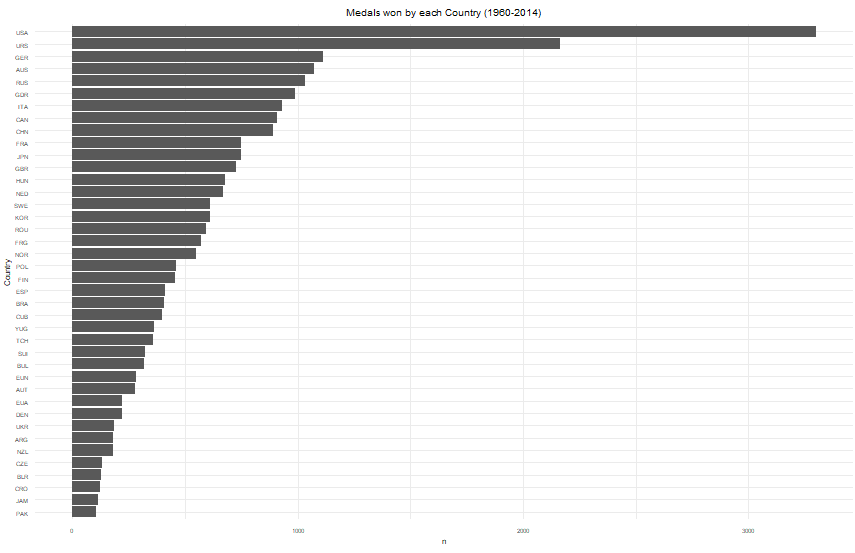 Medals won by each Country (1960-2014)
USA
URS
GER
AUS
RUS
GDR
ITA
CAN
CHN
FRA
JPN
GBR
HUN
NED
SWE
KOR
ROU
FRG
NOR
POL
FIN
ESP
BRA
CUB
YUG
TCH
SUI
BUL
EUN
AUT
EUA
DEN
UKR
ARG
NZL
CZE
BLR
CRO
JAM
PAK
Country
0 1000 2000 3000
n